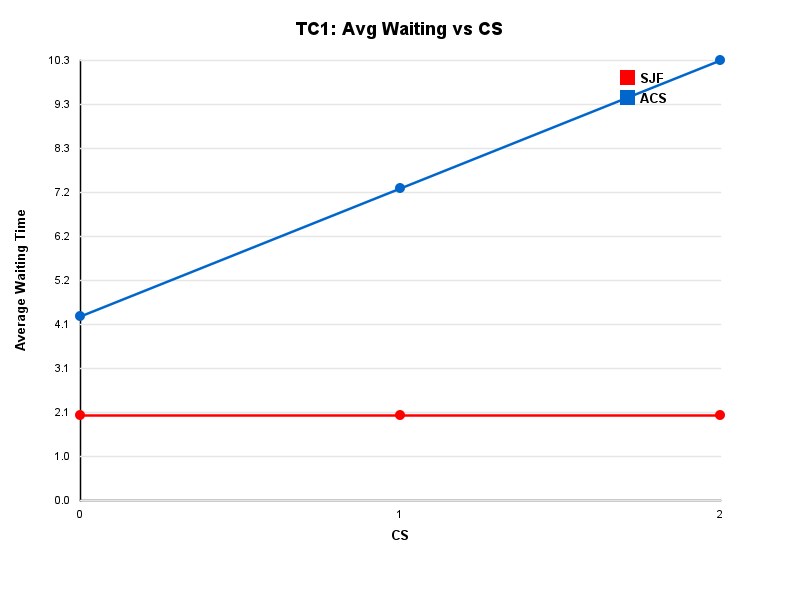 TC1: Avg Waiting vs CS
10.3
SJF
ACS
9.3
8.3
7.2
6.2
5.2
4.1
3.1
2.1
1.0
0.0
Average Waiting Time
0 1 2
CS